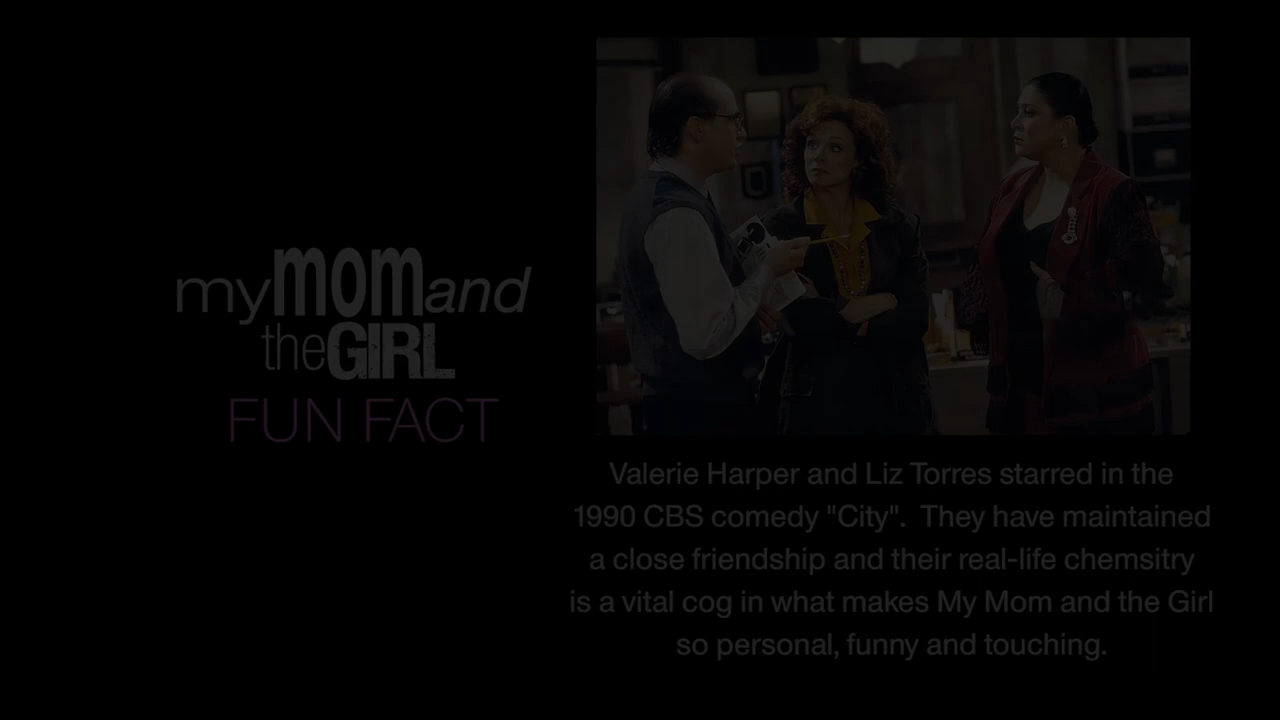 my mom and
the GIRL
FUN FACT
Valerie Harper and Liz Torres starred in the
1990 CBS comedy "City".  They have maintained
a close friendship and their real-life chemsitry
is a vital cog in what makes My Mom and the Girl
so personal, funny and touching.